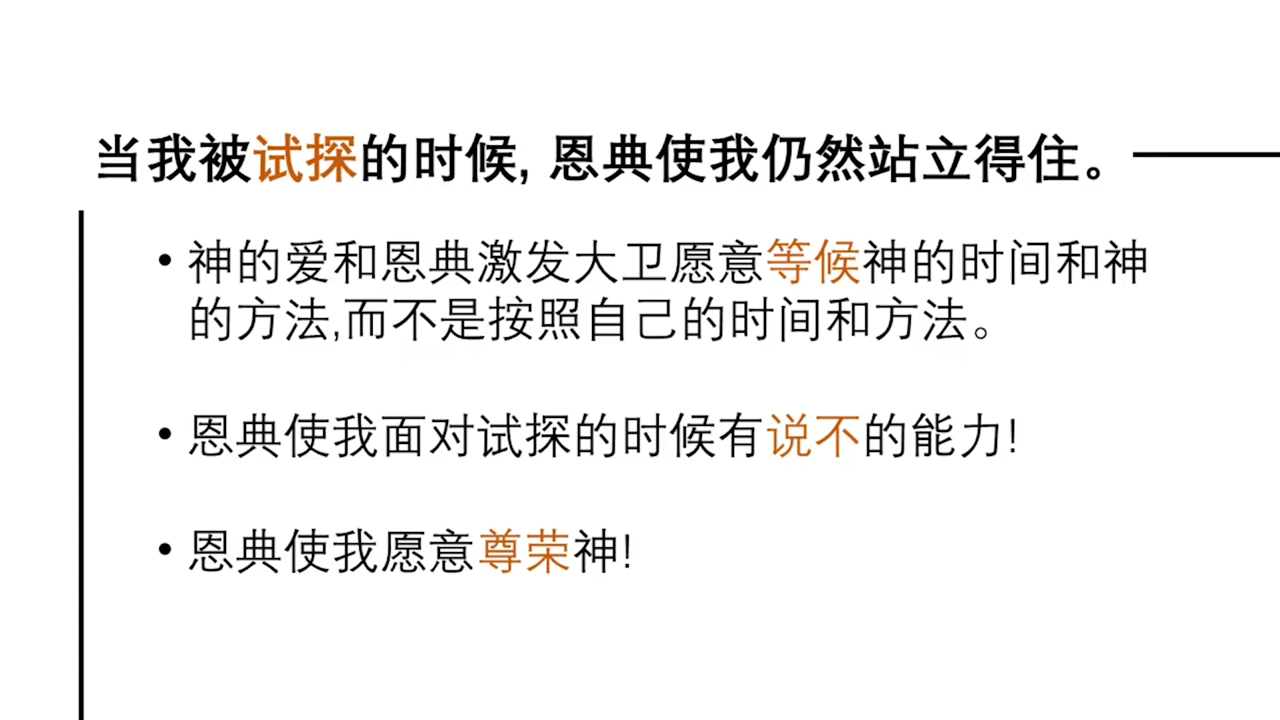 当我被试探的时候, 恩典使我仍然站立得住。
• 神的爱和恩典激发大卫愿意等候神的时间和神
的方法,而不是按照自己的时间和方法。
• 恩典使我面对试探的时候有说不的能力!
• 恩典使我愿意尊荣神!